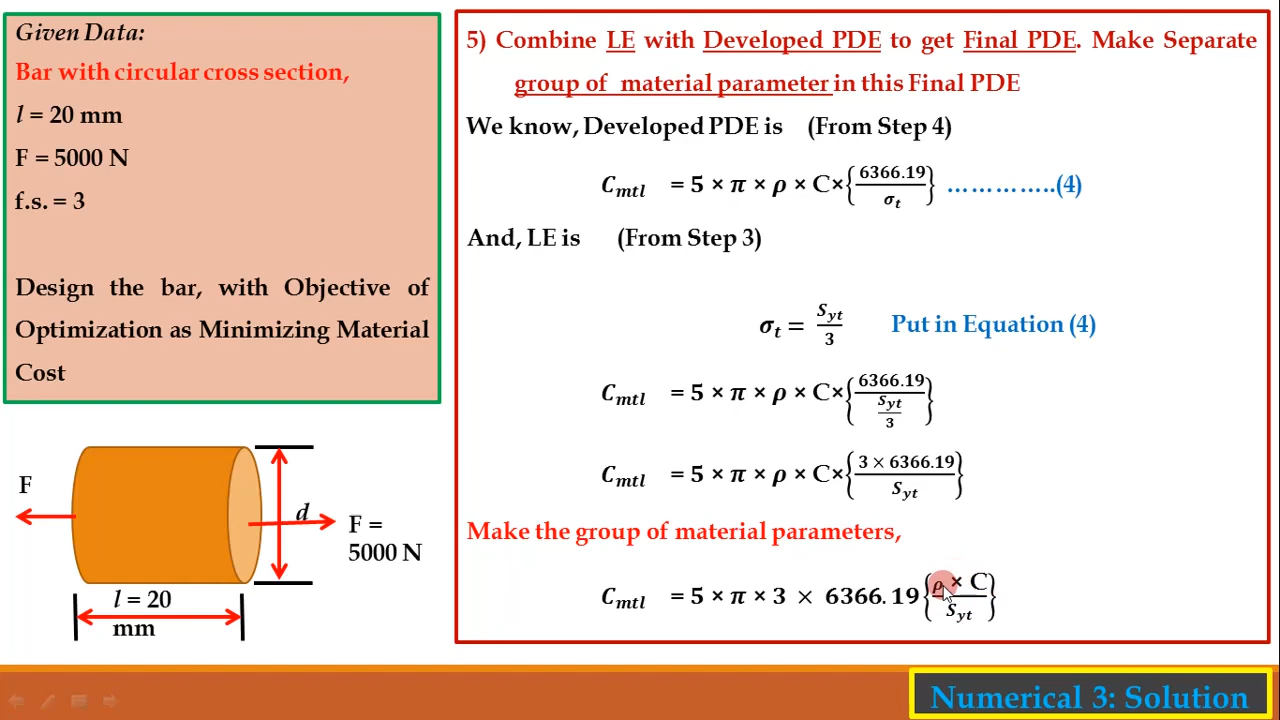 Given Data:
Bar with circular cross section,
l = 20 mm
F = 5000 N
f.s. = 3
Design the bar, with Objective of
Optimization as Minimizing Material
Cost
F
d
F =
5000 N
l = 20
mm
5) Combine LE with Developed PDE to get Final PDE. Make Separate
group of material parameter in this Final PDE
We know, Developed PDE is (From Step 4)
C_mtl = 5 × π × ρ × C×{6366.19/σ_t} …………..(4)
And, LE is (From Step 3)
σ_t = S_yt/3 Put in Equation (4)
C_mtl = 5 × π × ρ × C×{6366.19/(S_yt/3)}
C_mtl = 5 × π × ρ × C×{3 × 6366.19/S_yt}
Make the group of material parameters,
C_mtl = 5 × π × 3 × 6366.19{ρ × C/S_yt}
Numerical 3: Solution